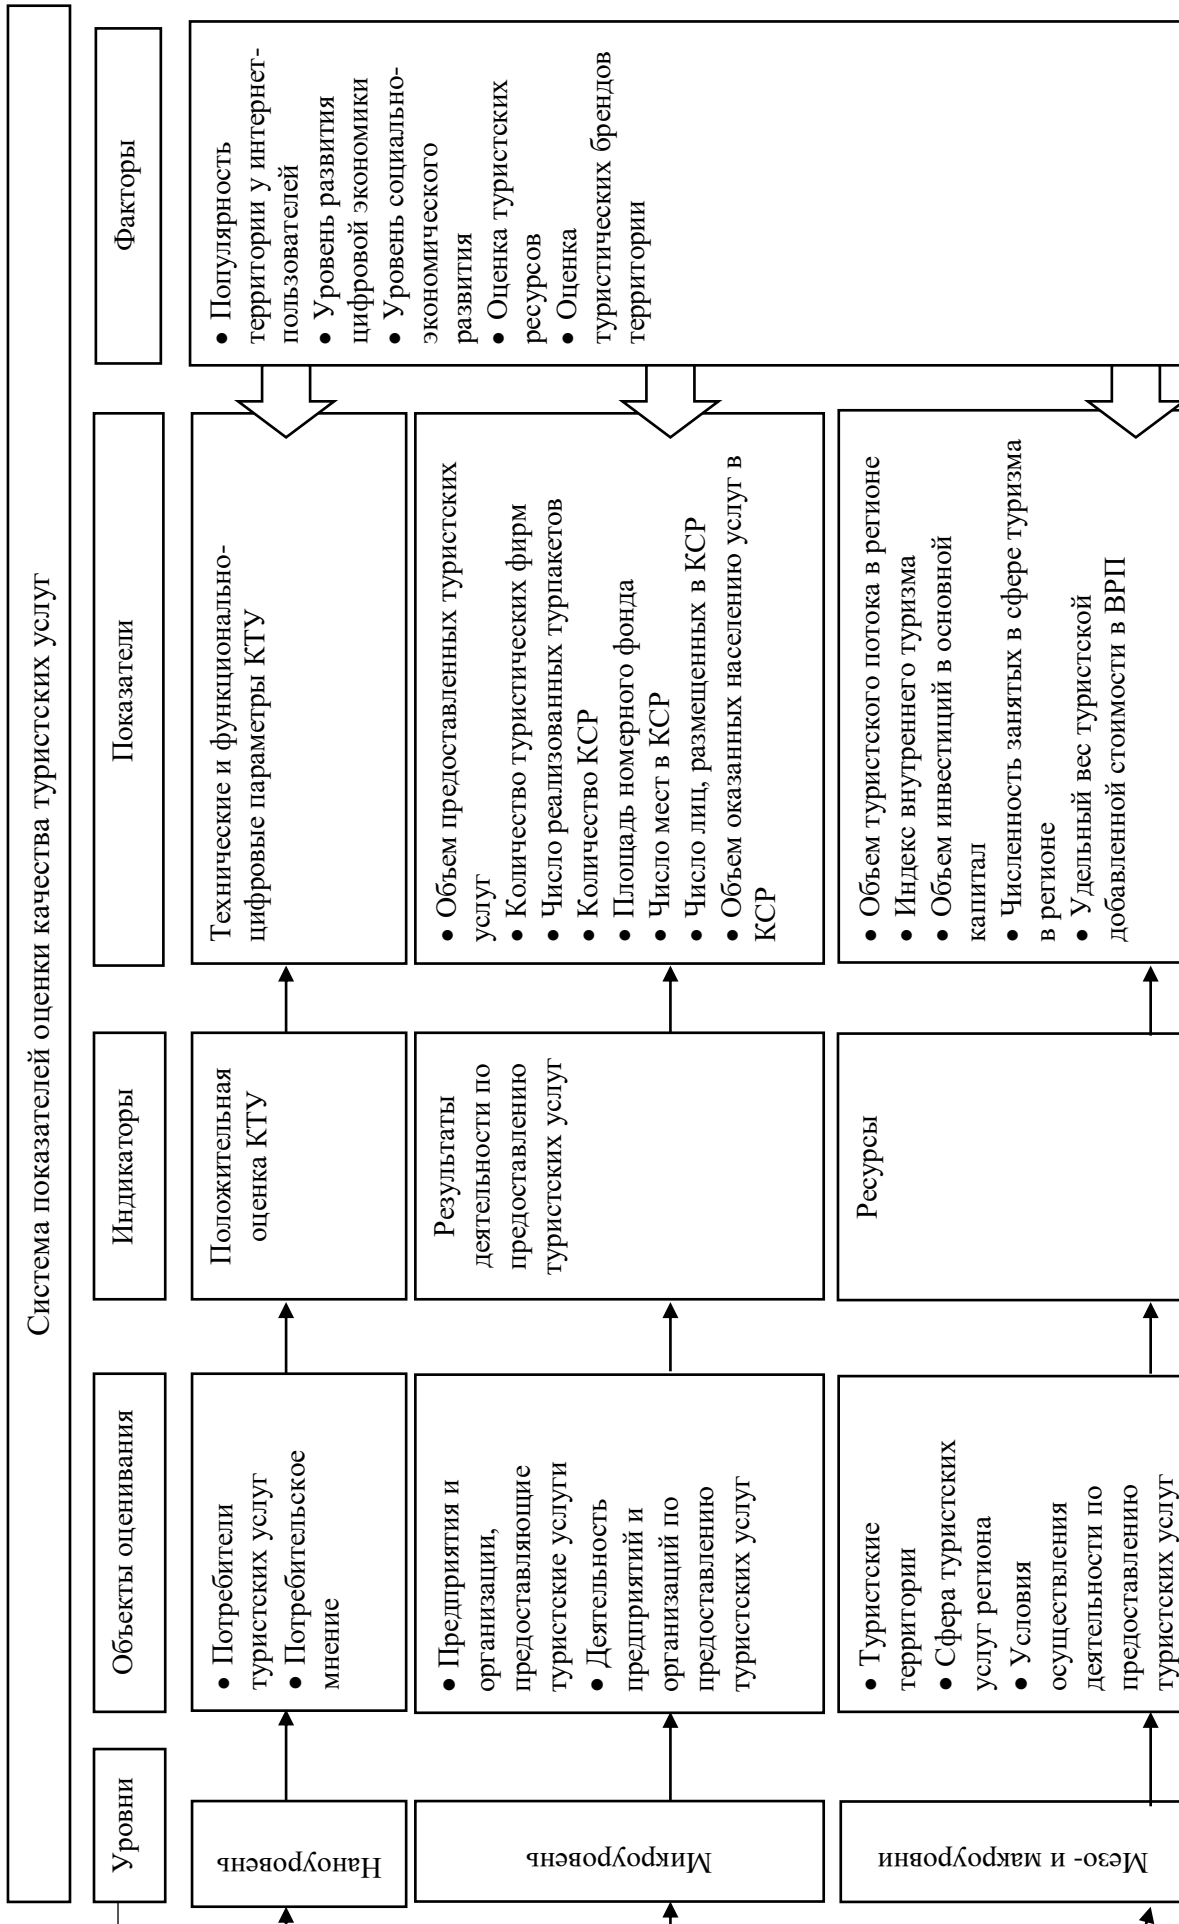 Система показателей оценки качества туристских услуг
Уровни
Объекты оценивания
Индикаторы
Показатели
Факторы
Наноуровень
• Потребители
туристских услуг
• Потребительское
мнение
Положительная
оценка КТУ
Технические и функционально-
цифровые параметры КТУ
• Популярность
территории у интернет-
пользователей
• Уровень развития
цифровой экономики
• Уровень социально-
экономического
развития
• Оценка туристских
ресурсов
• Оценка
туристических брендов
территории
Микроуровень
• Предприятия и
организации,
предоставляющие
туристские услуги
• Деятельность
предприятий и
организаций по
предоставлению
туристских услуг
Результаты
деятельности по
предоставлению
туристских услуг
• Объем предоставленных туристских
услуг
• Количество туристических фирм
• Число реализованных турпакетов
• Количество КСР
• Площадь номерного фонда
• Число мест в КСР
• Число лиц, размещенных в КСР
• Объем оказанных населению услуг в
КСР
Мезо- и макроуровни
• Туристские
территории
• Сфера туристских
услуг региона
• Условия
осуществления
деятельности по
предоставлению
туристских услуг
Ресурсы
• Объем туристского потока в регионе
• Индекс внутреннего туризма
• Объем инвестиций в основной
капитал
• Численность занятых в сфере туризма
в регионе
• Удельный вес туристской
добавленной стоимости в ВРП